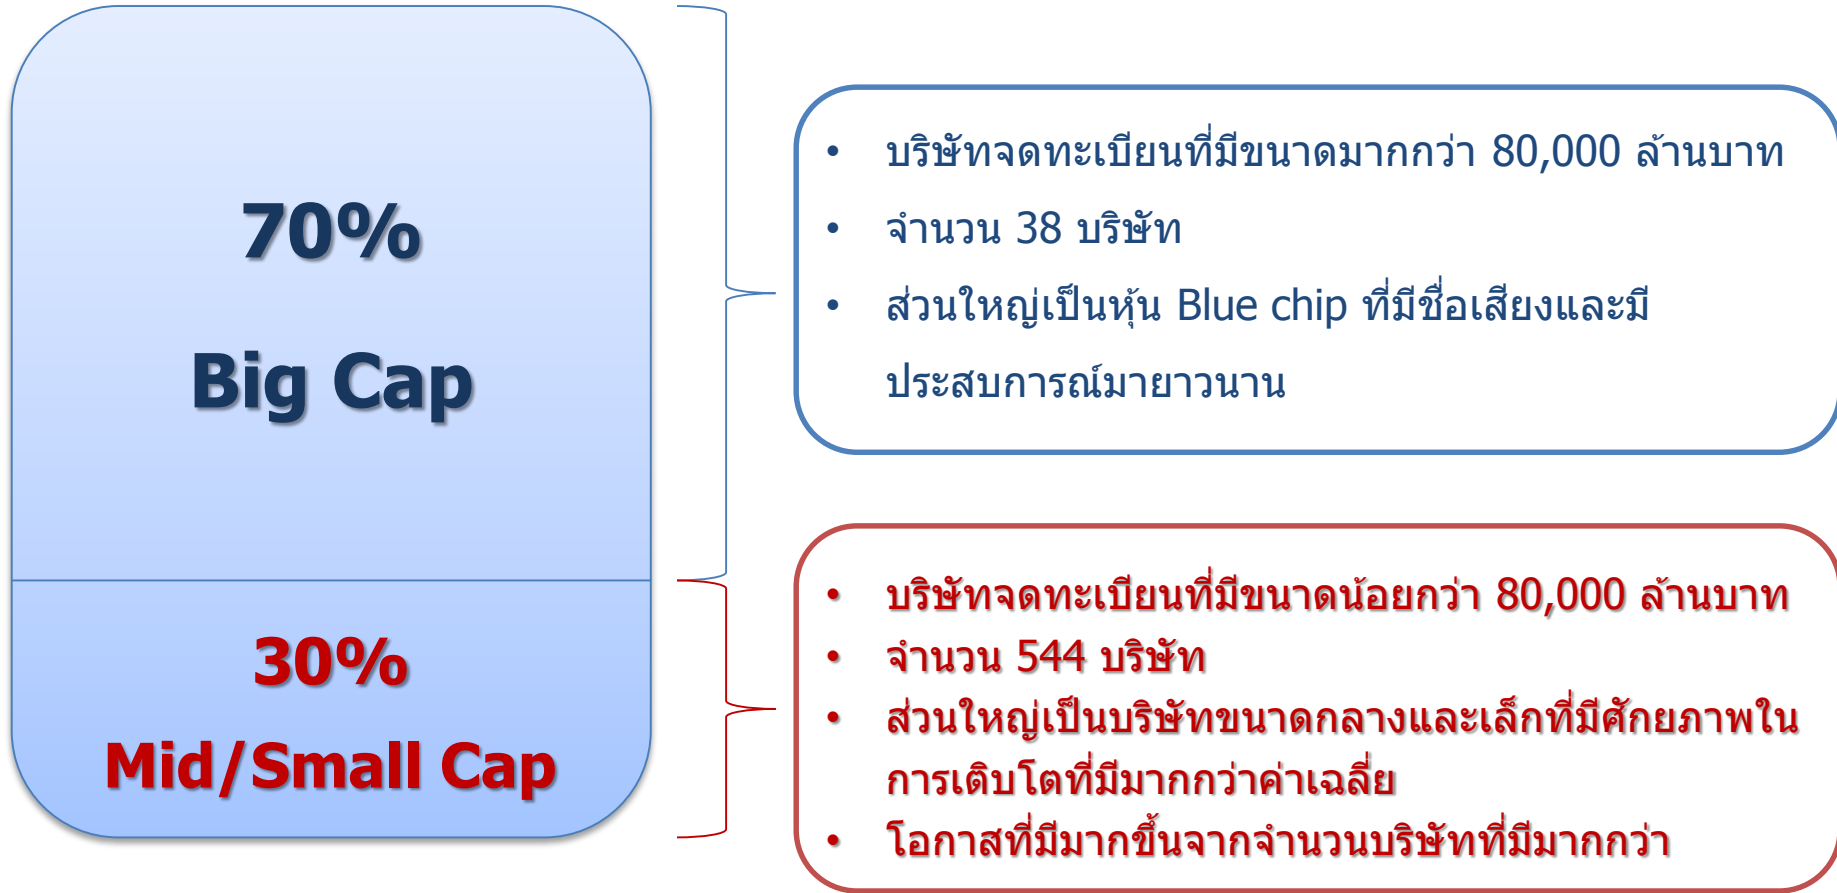 70%
Big Cap
• บริษัทจดทะเบียนที่มีขนาดมากกว่า 80,000 ล้านบาท
• จำนวน 38 บริษัท
• ส่วนใหญ่เป็นหุ้น Blue chip ที่มีชื่อเสียงและมี
ประสบการณ์มายาวนาน
30%
Mid/Small Cap
• บริษัทจดทะเบียนที่มีขนาดน้อยกว่า 80,000 ล้านบาท
• จำนวน 544 บริษัท
• ส่วนใหญ่เป็นบริษัทขนาดกลางและเล็กที่มีศักยภาพใน
การเติบโตที่มีมากกว่าค่าเฉลี่ย
• โอกาสที่มีมากขึ้นจากจำนวนบริษัทที่มีมากกว่า